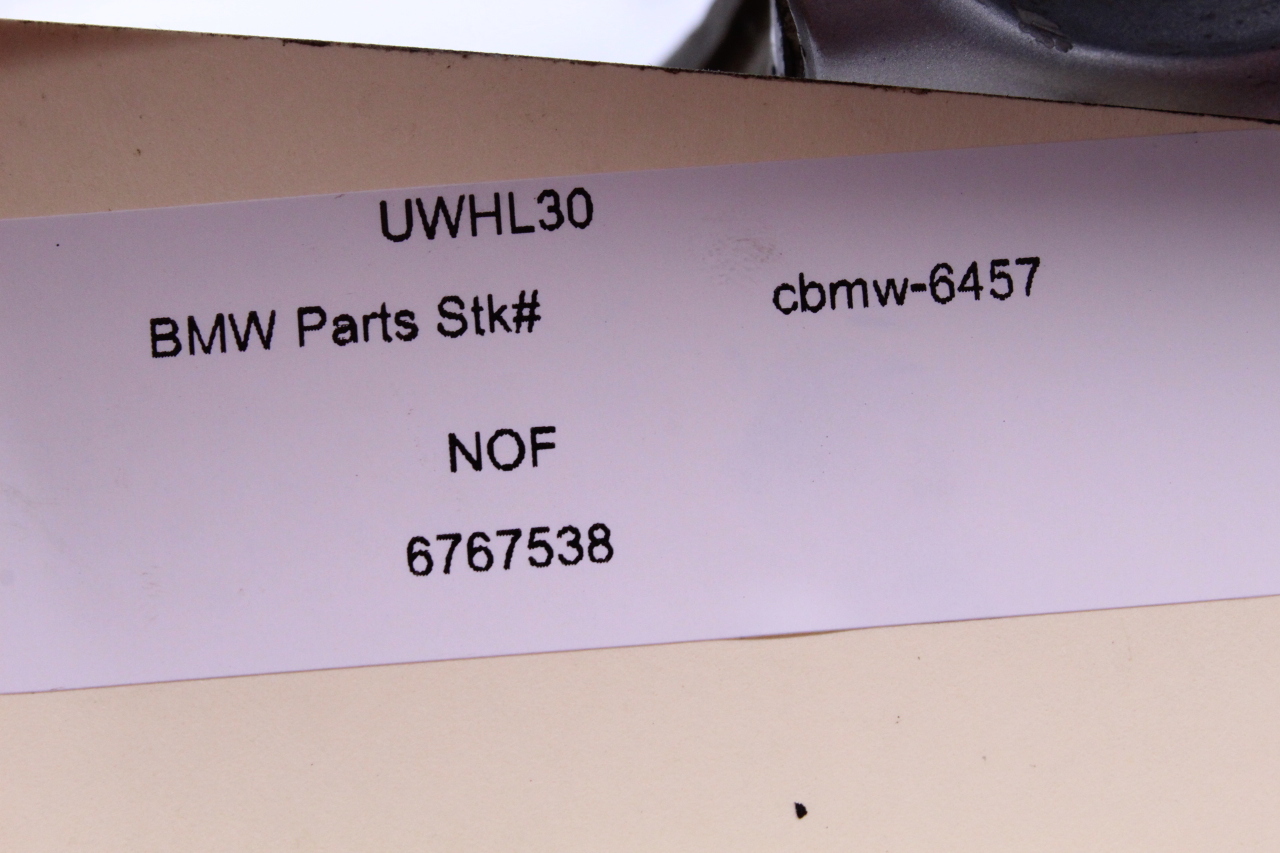 UWHL30
BMW Parts Stk# cbmw-6457
NOF
6767538